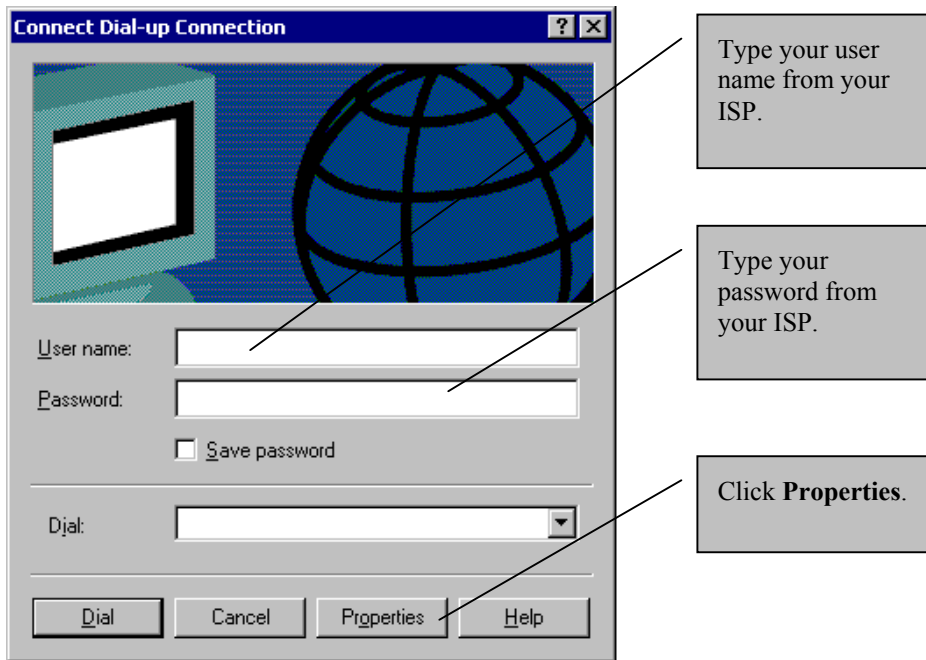 Connect Dial-up Connection
Type your user
name from your
ISP.
Type your
password from
your ISP.
User name:
Password:
Save password
Click Properties.
Dial:
Dial Cancel Properties Help